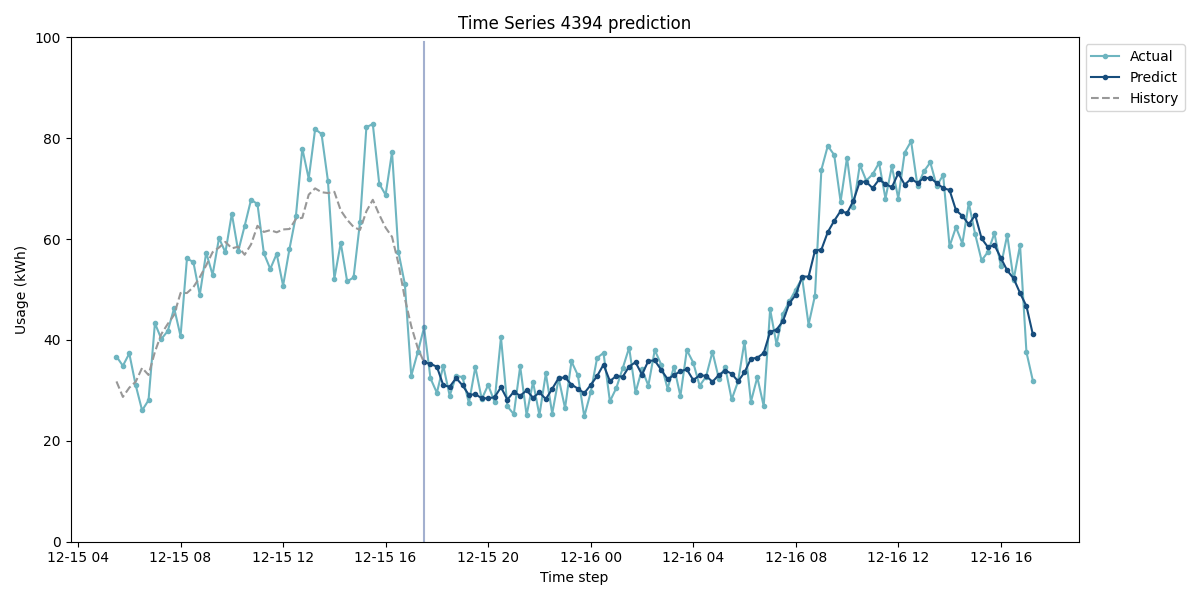 Time Series 4394 prediction
100
80
60
40
20
0
Usage (kWh)
12-15 04
12-15 08
12-15 12
12-15 16
12-15 20
12-16 00
12-16 04
12-16 08
12-16 12
12-16 16
Time step
Actual
Predict
History